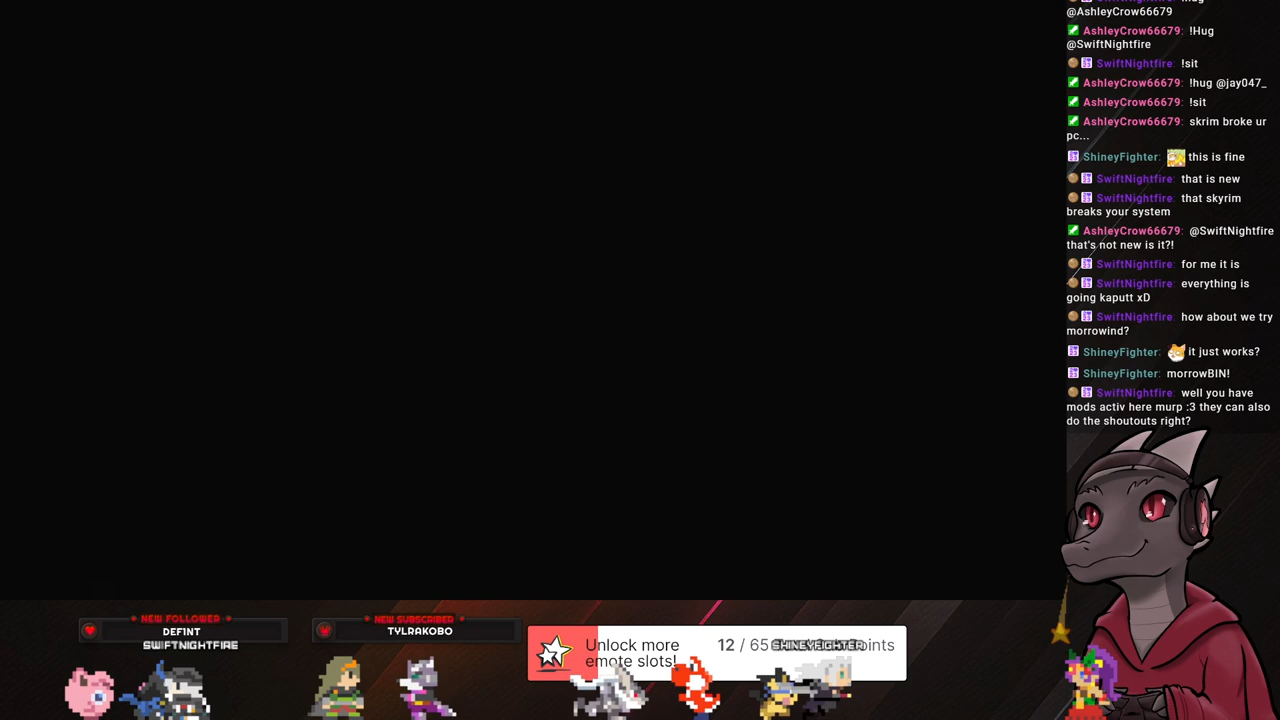 @AshleyCrow66679
AshleyCrow66679: !Hug
@SwiftNightfire
SwiftNightfire: !sit
AshleyCrow66679: !hug @jay047_
AshleyCrow66679: !sit
AshleyCrow66679: skrim broke ur
pc...
ShineyFighter: this is fine
SwiftNightfire: that is new
SwiftNightfire: that skyrim
breaks your system
AshleyCrow66679: @SwiftNightfire
that's not new is it?!
SwiftNightfire: for me it is
SwiftNightfire: everything is
going kaputt xD
SwiftNightfire: how about we try
morrowind?
ShineyFighter: it just works?
ShineyFighter: morrowBIN!
SwiftNightfire: well you have
mods activ here murp :3 they can also
do the shoutouts right?
NEW FOLLOWER
DEF1NT
SWIFTNIGHTFIRE
NEW SUBSCRIBER
TYLRAKOBO
Unlock more
emote slots!
12 / 65
SHINEYFIGHTER